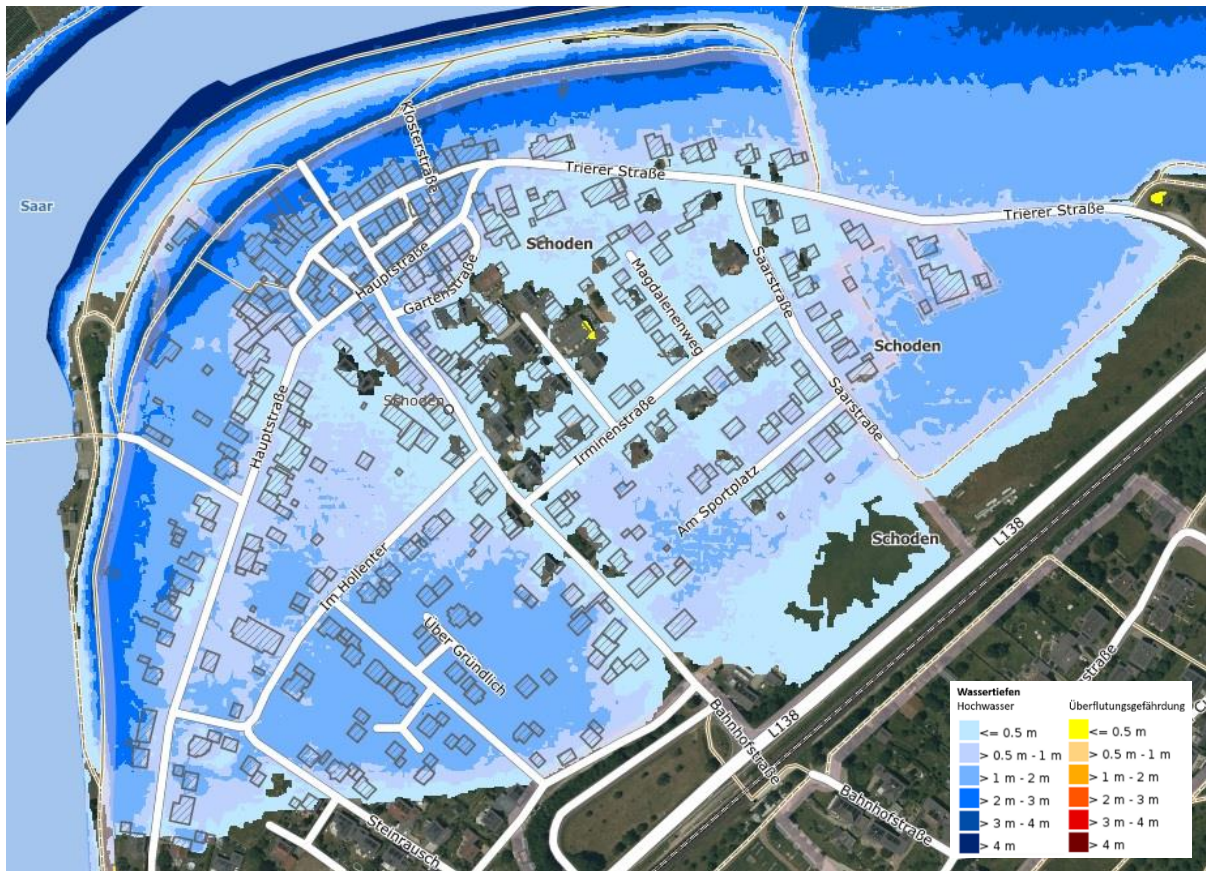 Saar
Klosterstraße
Trierer Straße
Trierer Straße
Schoden
Hauptstraße
Gartenstraße
Magdalenenweg
Saarstraße
Schoden
Schoden
Hauptstraße
Irminenstraße
Saarstraße
Am Sportplatz
Schoden
L138
Im Höllenter
Über Gründlich
Bahnhofstraße
L138
Bahnhofstraße
Steinrausch
Wassertiefen
Hochwasser Überflutungsgefährdung
<= 0.5 m <= 0.5 m
> 0.5 m - 1 m > 0.5 m - 1 m
> 1 m - 2 m > 1 m - 2 m
> 2 m - 3 m > 2 m - 3 m
> 3 m - 4 m > 3 m - 4 m
> 4 m > 4 m